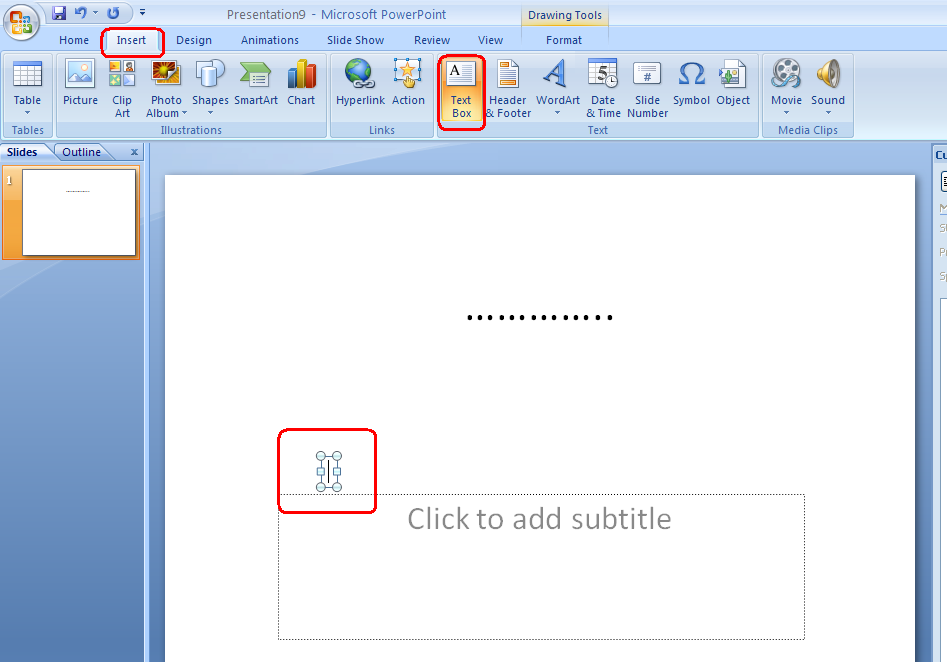 Presentation9 - Microsoft PowerPoint
Drawing Tools
Home Insert Design Animations Slide Show Review View Format
Table Picture Clip Art Photo Album Shapes SmartArt Chart Hyperlink Action Text Box Header & Footer WordArt Date & Time Slide Number Symbol Object Movie Sound
Tables Illustrations Links Text Media Clips
Slides Outline x
Cu
1
..............
Click to add subtitle